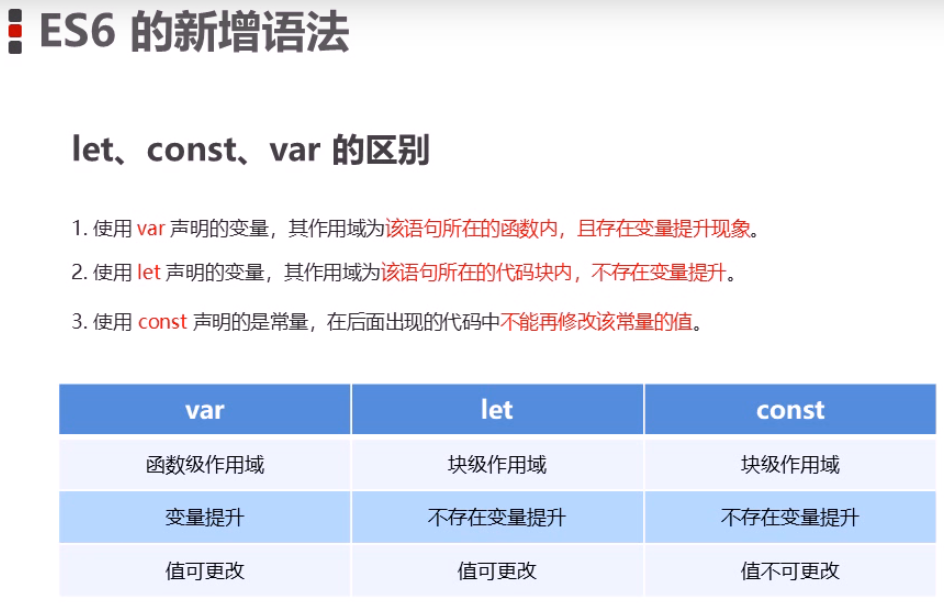 ES6 的新增语法
let、const、var 的区别
1. 使用 var 声明的变量，其作用域为该语句所在的函数内，且存在变量提升现象。
2. 使用 let 声明的变量，其作用域为该语句所在的代码块内，不存在变量提升。
3. 使用 const 声明的是常量，在后面出现的代码中不能再修改该常量的值。
var let const
函数级作用域 块级作用域 块级作用域
变量提升 不存在变量提升 不存在变量提升
值可更改 值可更改 值不可更改